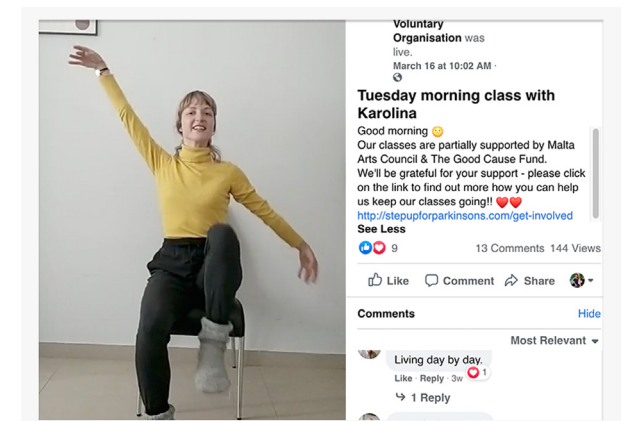 Voluntary
Organisation was
live.
March 16 at 10:02 AM ·
Tuesday morning class with
Karolina
Good morning 😳
Our classes are partially supported by Malta
Arts Council & The Good Cause Fund.
We'll be grateful for your support - please click
on the link to find out more how you can help
us keep our classes going!! ❤️❤️
http://stepupforparkinsons.com/get-involved
See Less
9 13 Comments 144 Views
Like Comment Share
Comments Hide
Most Relevant
Living day by day.
Like · Reply · 3w 1
1 Reply